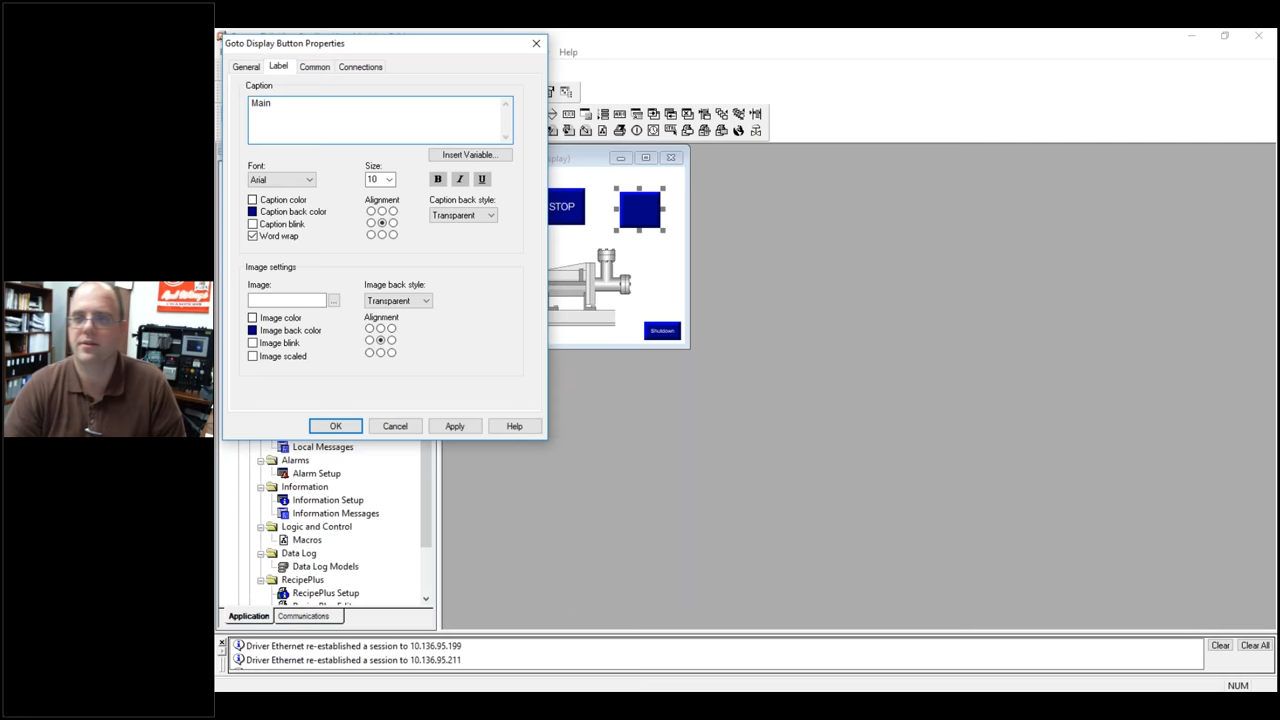 Goto Display Button Properties
Help
General Label Common Connections
Caption
Main
Insert Variable...
Font:
Size:
Arial
10
B I U
Caption color
Alignment
Caption back style:
Caption back color
Transparent
Caption blink
Word wrap
STOP
Image settings
Image:
Image back style:
...
Transparent
Image color
Alignment
Image back color
Image blink
Image scaled
Shutdown
OK Cancel Apply Help
Local Messages
Alarms
Alarm Setup
Information
Information Setup
Information Messages
Logic and Control
Macros
Data Log
Data Log Models
RecipePlus
RecipePlus Setup
Application Communications
Driver Ethernet re-established a session to 10.136.95.199
Clear Clear All
Driver Ethernet re-established a session to 10.136.95.211
NUM